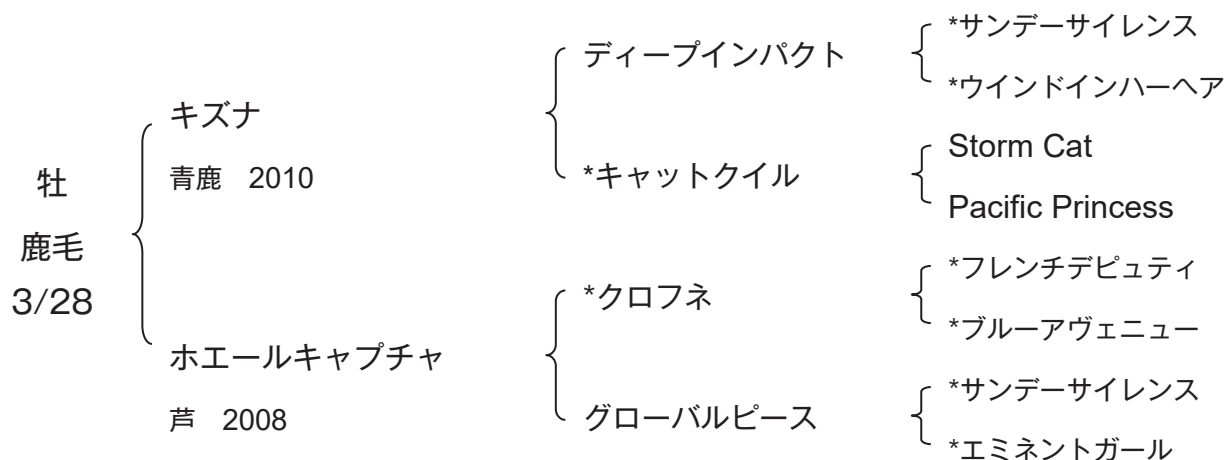 牡
鹿毛
3/28
キズナ
青鹿　2010
ホエールキャプチャ
芦　2008
ディープインパクト
*キャットクイル
*クロフネ
グローバルピース
*サンデーサイレンス
*ウインドインハーヘア
Storm Cat
Pacific Princess
*フレンチデピュティ
*ブルーアヴェニュー
*サンデーサイレンス
*エミネントガール